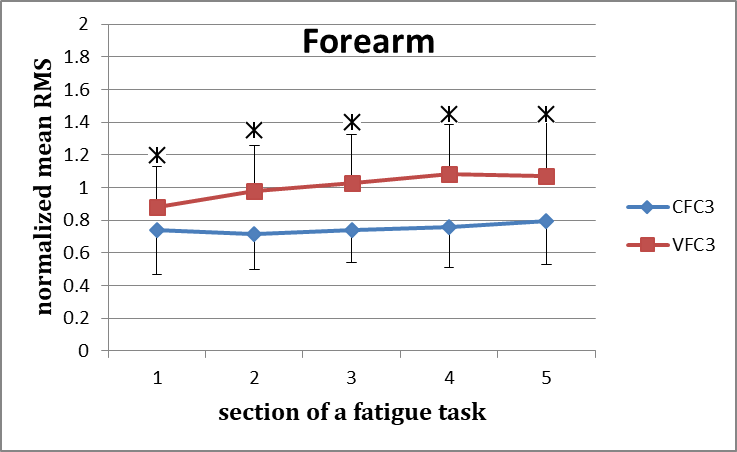 Forearm
normalized mean RMS
2
1.8
1.6
1.4
1.2
1
0.8
0.6
0.4
0.2
0
1 2 3 4 5
section of a fatigue task
CFC3
VFC3